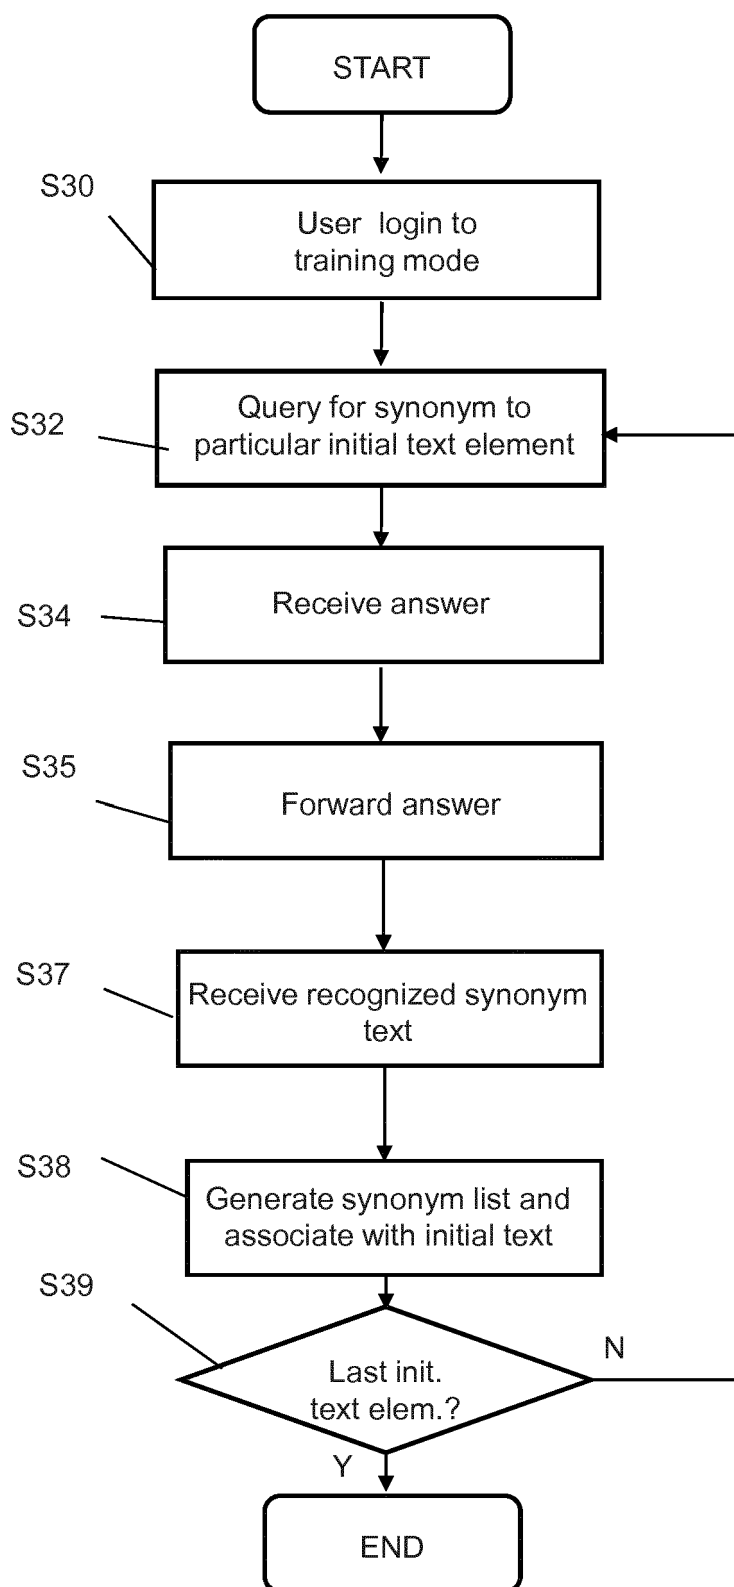 START
S30
User login to
training mode
S32
Query for synonym to
particular initial text element
S34
Receive answer
S35
Forward answer
S37
Receive recognized synonym
text
S38
Generate synonym list and
associate with initial text
S39
Last init.
text elem.?
N
Y
END